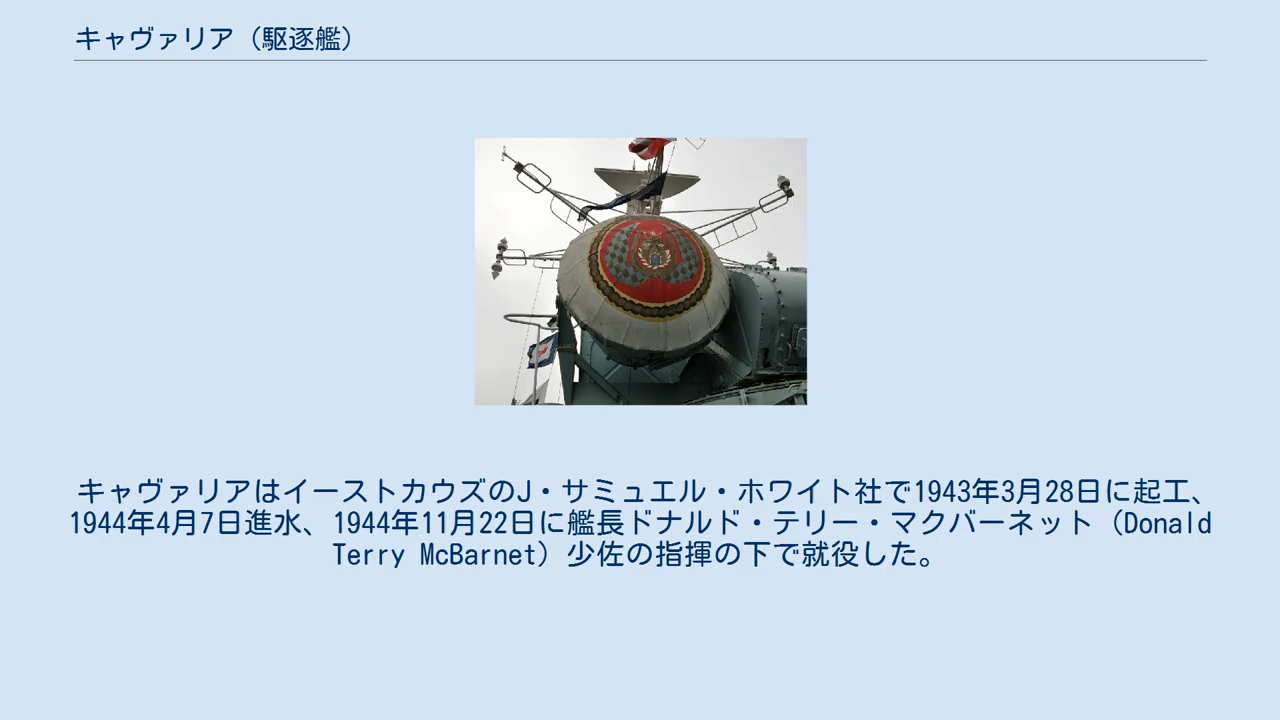 キャヴァリア（駆逐艦）
キャヴァリアはイーストカウズのJ・サミュエル・ホワイト社で1943年3月28日に起工、
1944年4月7日進水、1944年11月22日に艦長ドナルド・テリー・マクバーネット（Donald
Terry McBarnet）少佐の指揮の下で就役した。